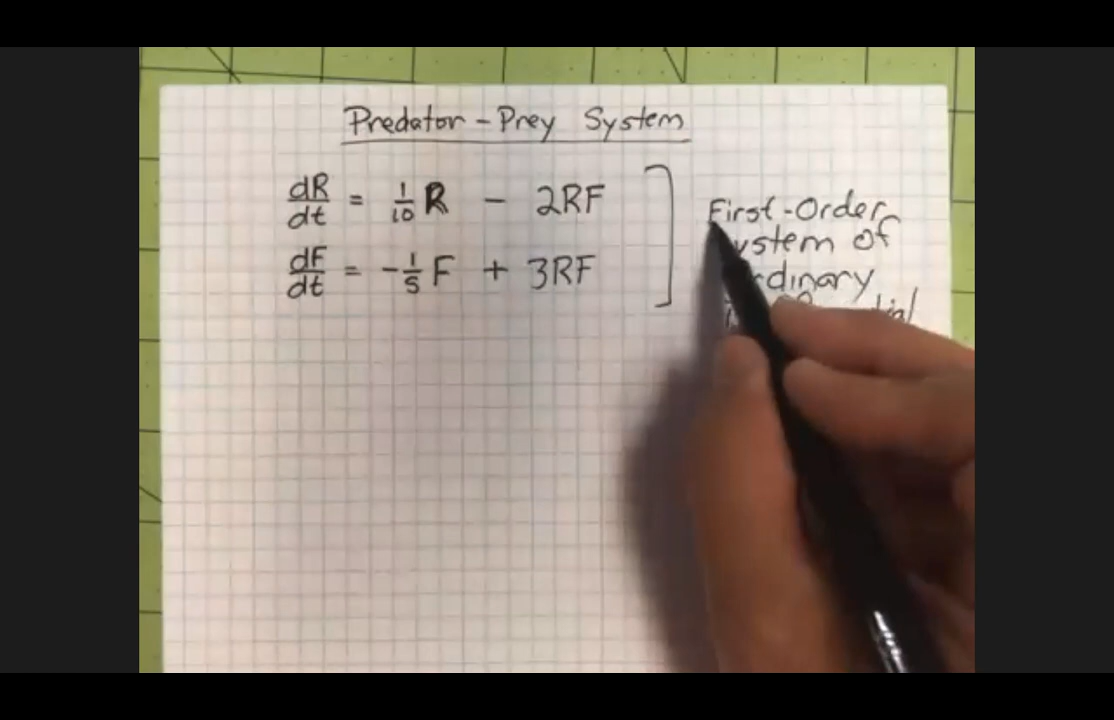 Predator - Prey System
dR/dt = 1/10 R - 2RF
dF/dt = -1/5 F + 3RF
First-Order
ystem of
rdinary